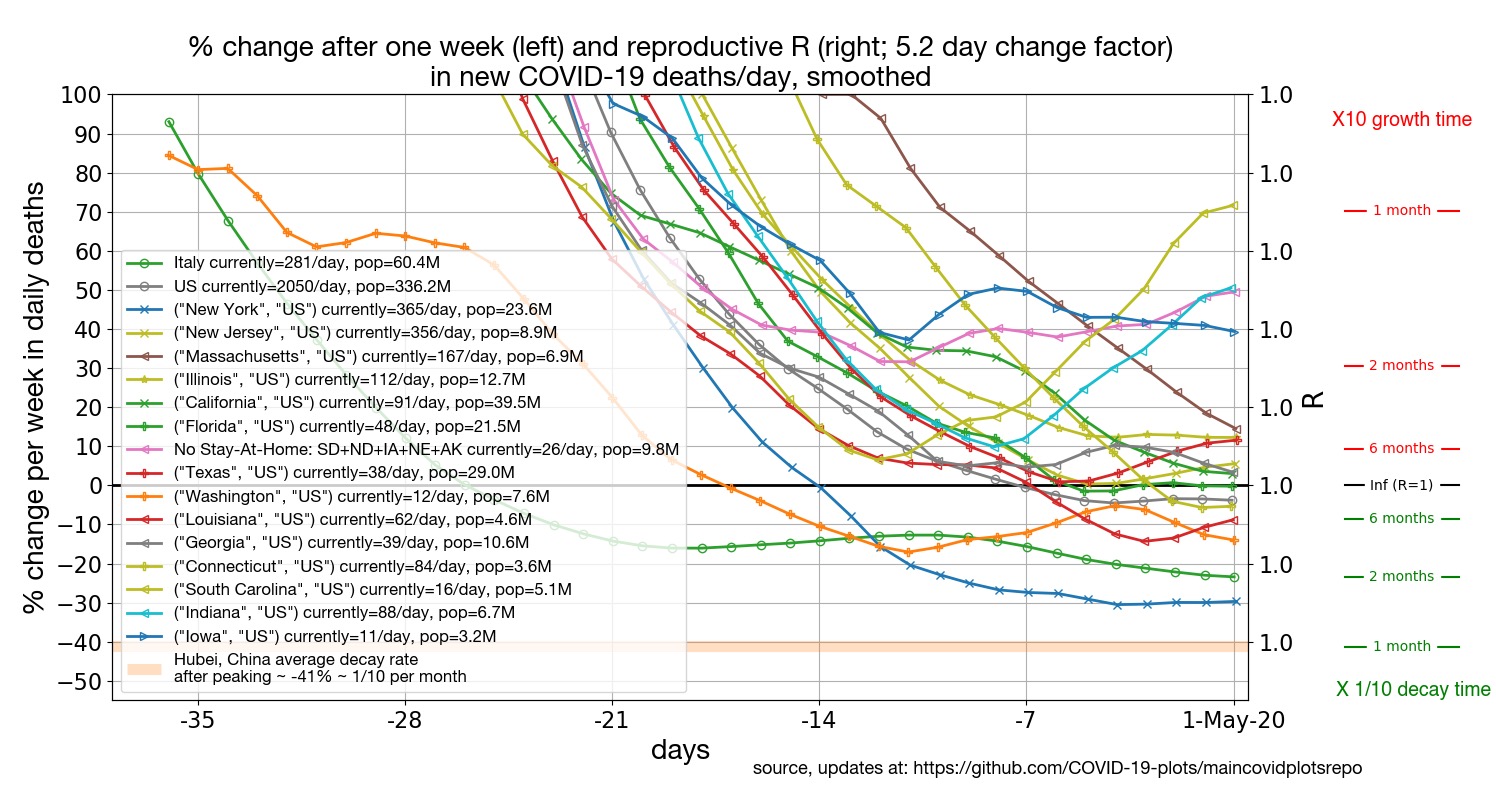 % change after one week (left) and reproductive R (right; 5.2 day change factor)
in new COVID-19 deaths/day, smoothed
% change per week in daily deaths
100
90
80
70
60
50
40
30
20
10
0
−10
−20
−30
−40
−50
Italy currently=281/day, pop=60.4M
US currently=2050/day, pop=336.2M
("New York", "US") currently=365/day, pop=23.6M
("New Jersey", "US") currently=356/day, pop=8.9M
("Massachusetts", "US") currently=167/day, pop=6.9M
("Illinois", "US") currently=112/day, pop=12.7M
("California", "US") currently=91/day, pop=39.5M
("Florida", "US") currently=48/day, pop=21.5M
No Stay-At-Home: SD+ND+IA+NE+AK currently=26/day, pop=9.8M
("Texas", "US") currently=38/day, pop=29.0M
("Washington", "US") currently=12/day, pop=7.6M
("Louisiana", "US") currently=62/day, pop=4.6M
("Georgia", "US") currently=39/day, pop=10.6M
("Connecticut", "US") currently=84/day, pop=3.6M
("South Carolina", "US") currently=16/day, pop=5.1M
("Indiana", "US") currently=88/day, pop=6.7M
("Iowa", "US") currently=11/day, pop=3.2M
Hubei, China average decay rate
after peaking ~ -41% ~ 1/10 per month
-35
-28
-21
-14
-7
1-May-20
days
1.0
1.0
1.0
1.0
1.0
1.0
1.0
1.0
R
X10 growth time
1 month
2 months
6 months
Inf (R=1)
6 months
2 months
1 month
X 1/10 decay time
source, updates at: https://github.com/COVID-19-plots/maincovidplotsrepo